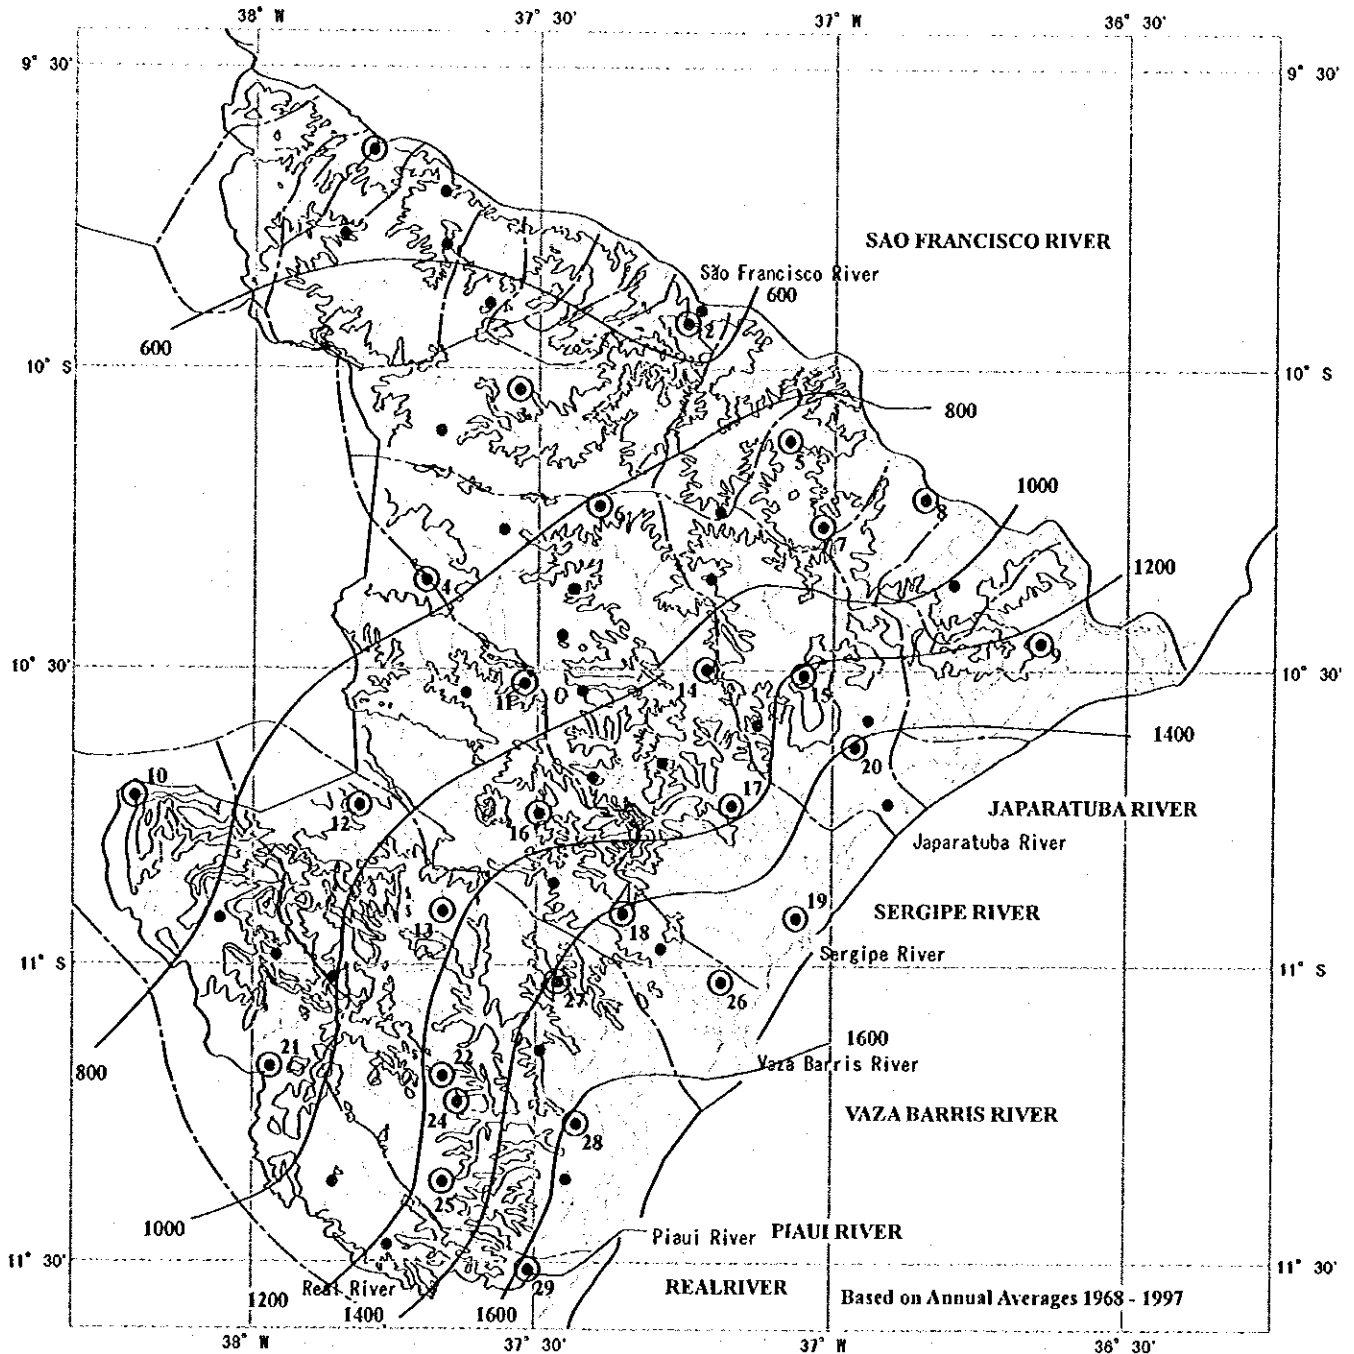 38° W
37° 30'
37° W
36° 30'
9° 30'
9° 30'
SAO FRANCISCO RIVER
São Francisco River
600
2
600
10° S
10° S
800
5
1000
6
8
7
1200
4
9
10° 30'
10° 30'
14
15
11
1400
10
20
17
12
16
JAPARATUBA RIVER
Japaratuba River
19
13
18
SERGIPE RIVER
Sergipe River
11° S
11° S
27
26
21
1600
22
Vaza Barris River
800
24
VAZA BARRIS RIVER
28
25
1000
Piaui River
PIAUI RIVER
11° 30'
11° 30'
Real River
29
REALRIVER
Based on Annual Averages 1968 - 1997
1200
1400
1600
38° W
37° 30'
37° W
36° 30'